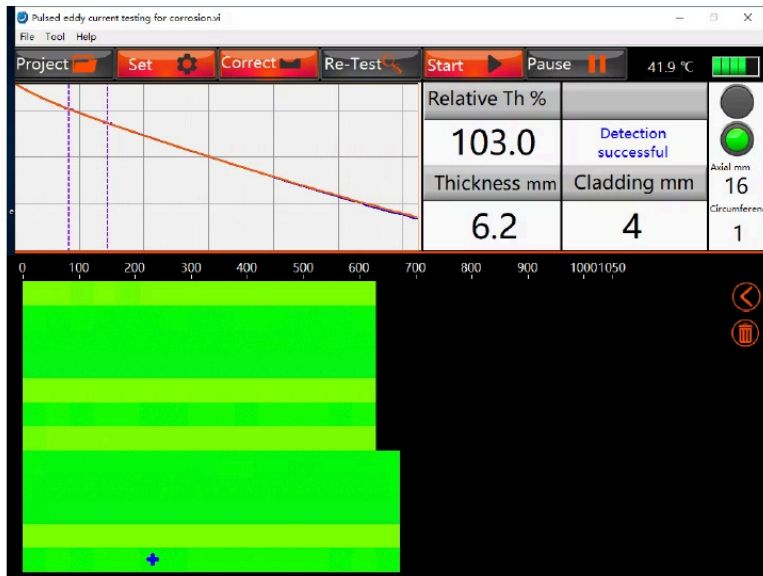 Pulsed eddy current testing for corrosion.vi
File Tool Help
Project Set Correct Re-Test Start Pause 41.9 ℃
Relative Th %
103.0
Detection
successful
Thickness mm Cladding mm
6.2 4
Axial mm
16
Circumferen
1
0 100 200 300 400 500 600 700 800 900 10001050